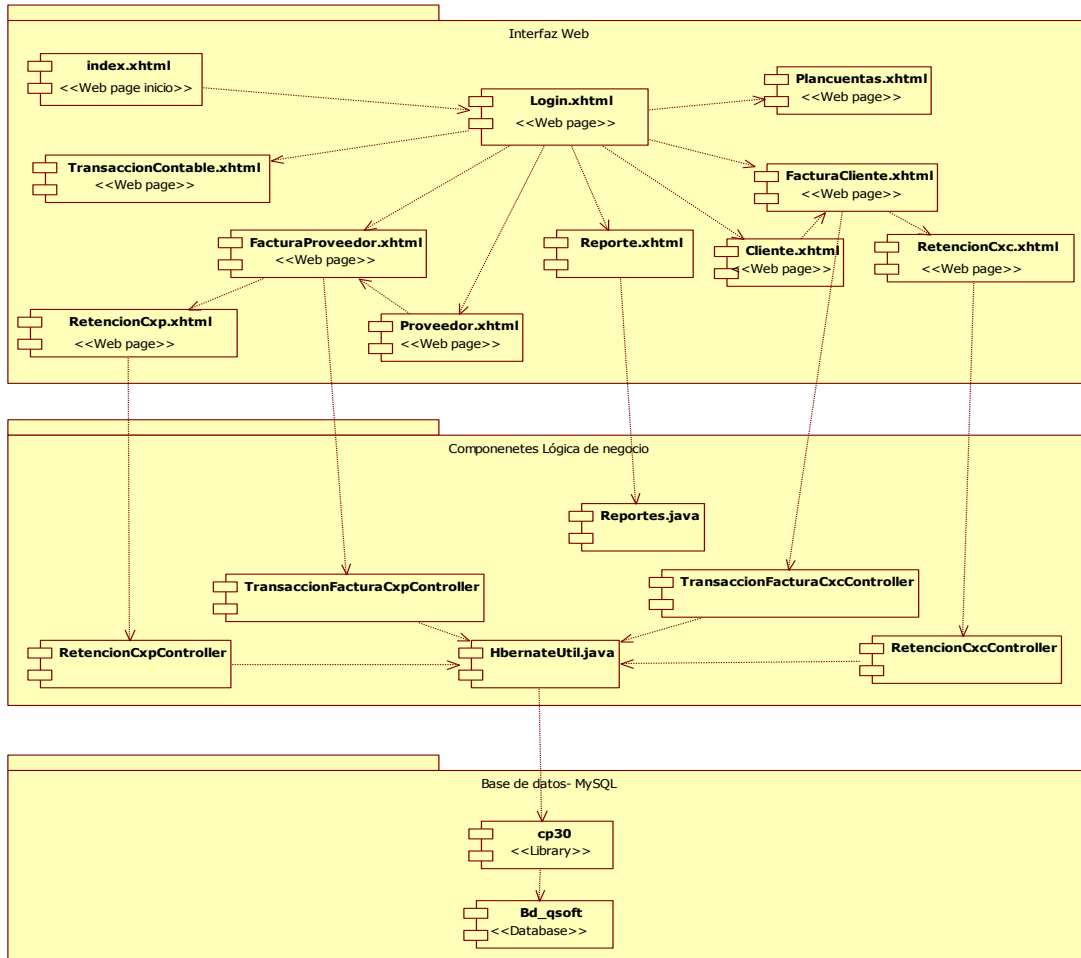 Interfaz Web
index.xhtml
<<Web page inicio>>
Login.xhtml
<<Web page>>
Plancuentas.xhtml
<<Web page>>
TransaccionContable.xhtml
<<Web page>>
FacturaCliente.xhtml
<<Web page>>
FacturaProveedor.xhtml
<<Web page>>
Reporte.xhtml
Cliente.xhtml
<<Web page>>
RetencionCxc.xhtml
<<Web page>>
RetencionCxp.xhtml
<<Web page>>
Proveedor.xhtml
<<Web page>>
Componenetes Lógica de negocio
Reportes.java
TransaccionFacturaCxpController
TransaccionFacturaCxcController
RetencionCxpController
HbernateUtil.java
RetencionCxcController
Base de datos- MySQL
cp30
<<Library>>
Bd_qsoft
<<Database>>